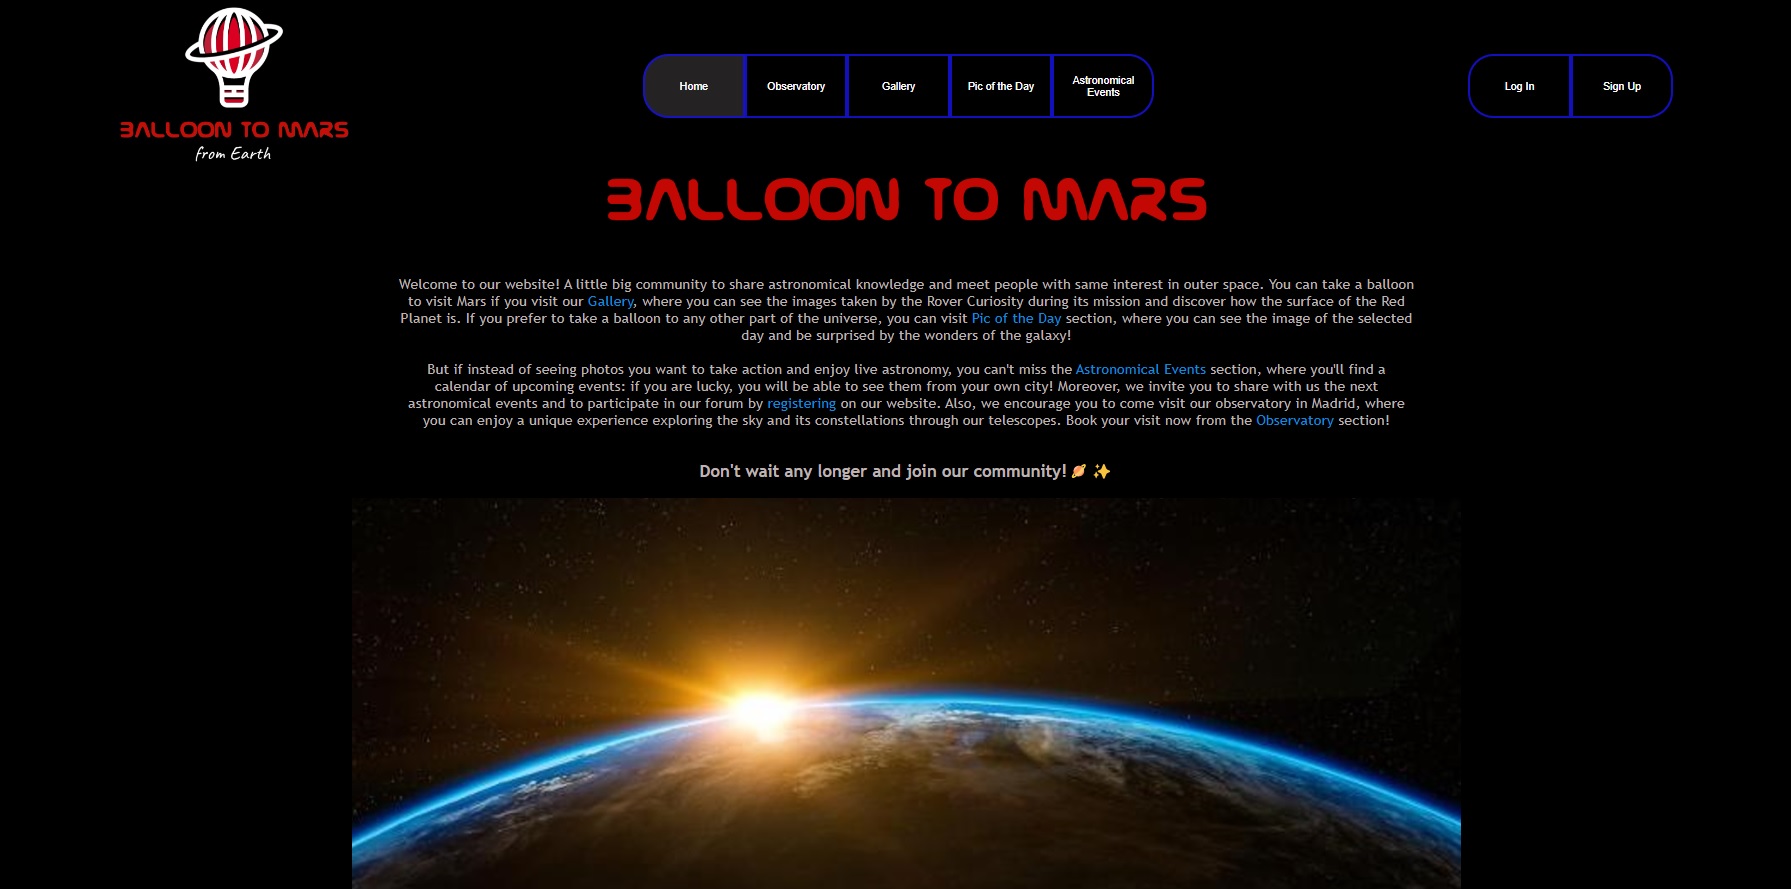 BALLOON TO MARS
from Earth
Home
Observatory
Gallery
Pic of the Day
Astronomical
Events
Log In
Sign Up
BALLOON TO MARS
Welcome to our website! A little big community to share astronomical knowledge and meet people with same interest in outer space. You can take a balloon
to visit Mars if you visit our Gallery, where you can see the images taken by the Rover Curiosity during its mission and discover how the surface of the Red
Planet is. If you prefer to take a balloon to any other part of the universe, you can visit Pic of the Day section, where you can see the image of the selected
day and be surprised by the wonders of the galaxy!
But if instead of seeing photos you want to take action and enjoy live astronomy, you can't miss the Astronomical Events section, where you'll find a
calendar of upcoming events: if you are lucky, you will be able to see them from your own city! Moreover, we invite you to share with us the next
astronomical events and to participate in our forum by registering on our website. Also, we encourage you to come visit our observatory in Madrid, where
you can enjoy a unique experience exploring the sky and its constellations through our telescopes. Book your visit now from the Observatory section!
Don't wait any longer and join our community! 🪐 ✨